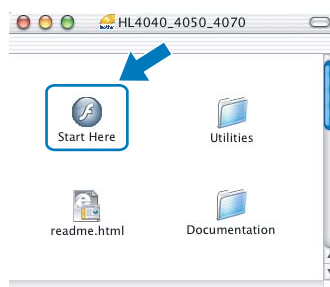 HL4040_4050_4070
Start Here
Utilities
readme.html
Documentation